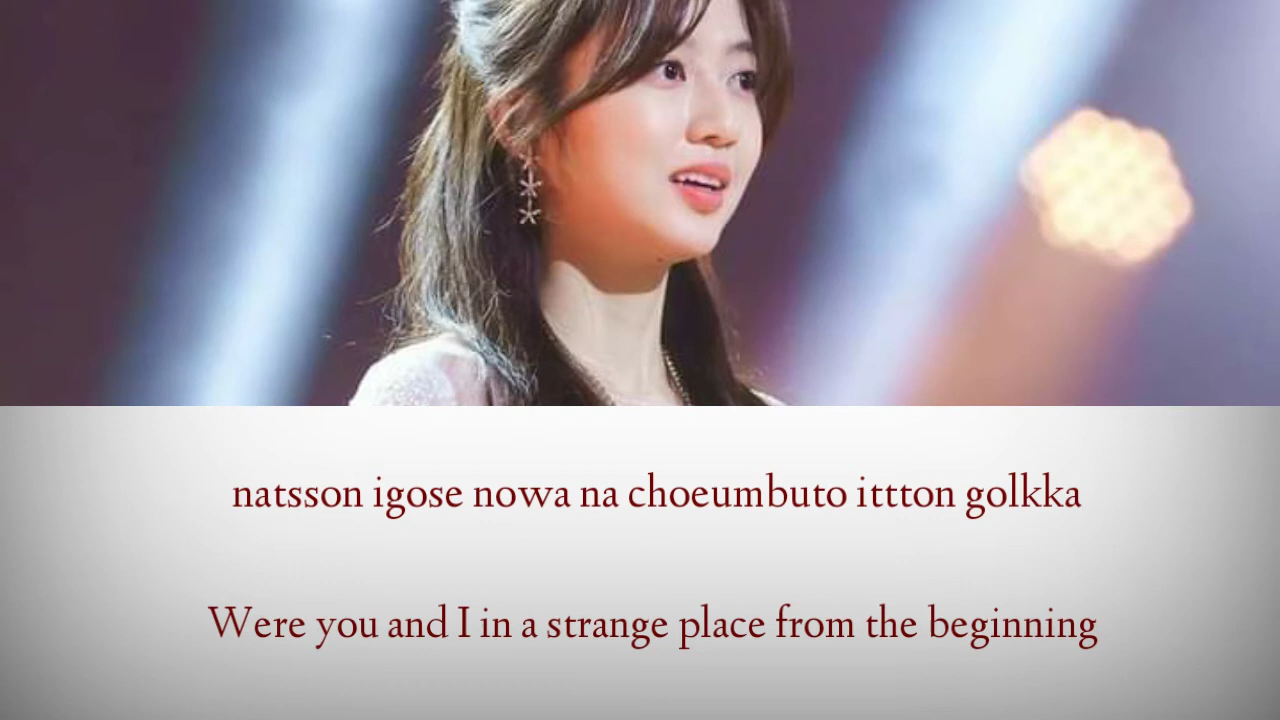 natsson igose nowa na choeumbuto ittton golkka
Were you and I in a strange place from the beginning